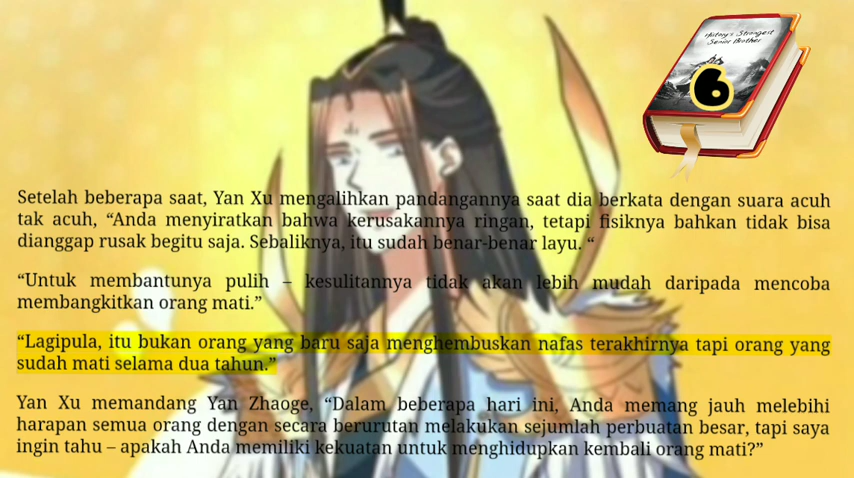 History's Strongest
Senior Brother
6
Setelah beberapa saat, Yan Xu mengalihkan pandangannya saat dia berkata dengan suara acuh
tak acuh, “Anda menyiratkan bahwa kerusakannya ringan, tetapi fisiknya bahkan tidak bisa
dianggap rusak begitu saja. Sebaliknya, itu sudah benar-benar layu. “
“Untuk membantunya pulih – kesulitannya tidak akan lebih mudah daripada mencoba
membangkitkan orang mati.”
“Lagipula, itu bukan orang yang baru saja menghembuskan nafas terakhirnya tapi orang yang
sudah mati selama dua tahun.”
Yan Xu memandang Yan Zhaoge, “Dalam beberapa hari ini, Anda memang jauh melebihi
harapan semua orang dengan secara berurutan melakukan sejumlah perbuatan besar, tapi saya
ingin tahu – apakah Anda memiliki kekuatan untuk menghidupkan kembali orang mati?”